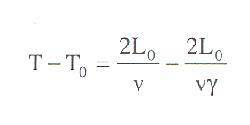 T − T₀ = 2L₀/v − 2L₀/vγ